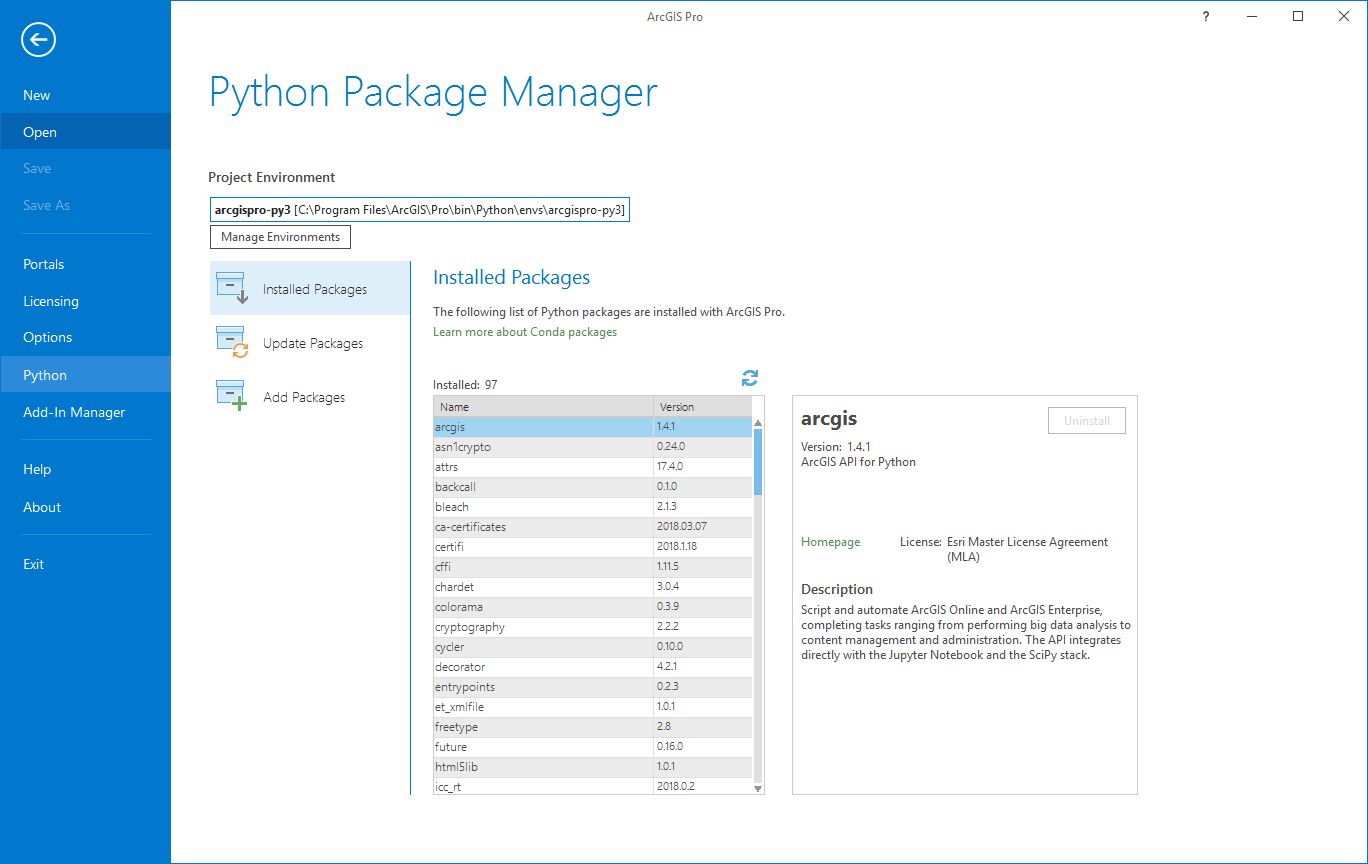 ArcGIS Pro
?
New
Open
Save
Save As
Portals
Licensing
Options
Python
Add-In Manager
Help
About
Exit
Python Package Manager
Project Environment
arcgispro-py3 [C:\Program Files\ArcGIS\Pro\bin\Python\envs\arcgispro-py3]
Manage Environments
Installed Packages
Update Packages
Add Packages
Installed Packages
The following list of Python packages are installed with ArcGIS Pro.
Learn more about Conda packages
Installed: 97
Name Version
arcgis 1.4.1
asn1crypto 0.24.0
attrs 17.4.0
backcall 0.1.0
bleach 2.1.3
ca-certificates 2018.03.07
certifi 2018.1.18
cffi 1.11.5
chardet 3.0.4
colorama 0.3.9
cryptography 2.2.2
cycler 0.10.0
decorator 4.2.1
entrypoints 0.2.3
et_xmlfile 1.0.1
freetype 2.8
future 0.16.0
html5lib 1.0.1
icc_rt 2018.0.2
arcgis
Uninstall
Version: 1.4.1
ArcGIS API for Python
Homepage License: Esri Master License Agreement
(MLA)
Description
Script and automate ArcGIS Online and ArcGIS Enterprise,
completing tasks ranging from performing big data analysis to
content management and administration. The API integrates
directly with the Jupyter Notebook and the SciPy stack.